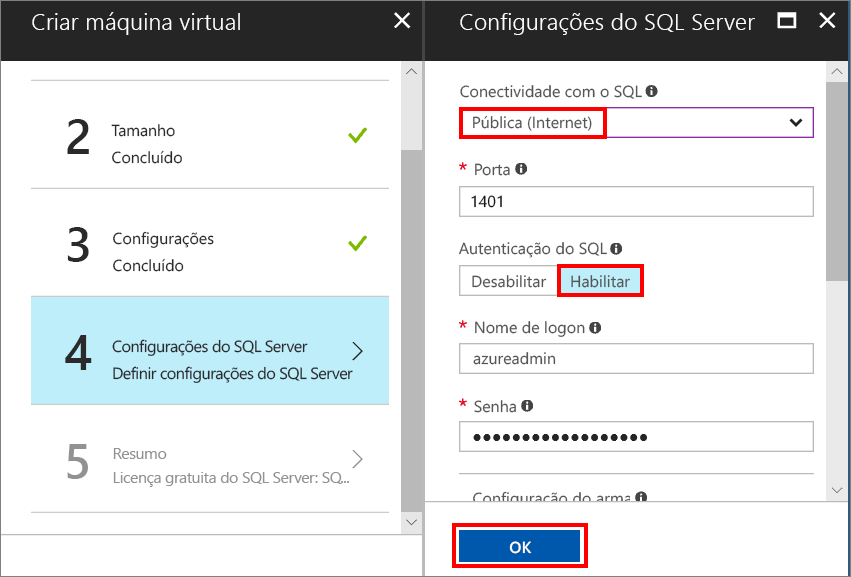 Criar máquina virtual
2
Tamanho
Concluído
3
Configurações
Concluído
4
Configurações do SQL Server
Definir configurações do SQL Server
5
Resumo
Licença gratuita do SQL Server: SQ...
Configurações do SQL Server
Conectividade com o SQL
Pública (Internet)
* Porta
1401
Autenticação do SQL
Desabilitar Habilitar
* Nome de logon
azureadmin
* Senha
••••••••••••••••••
Configuração do arma
OK